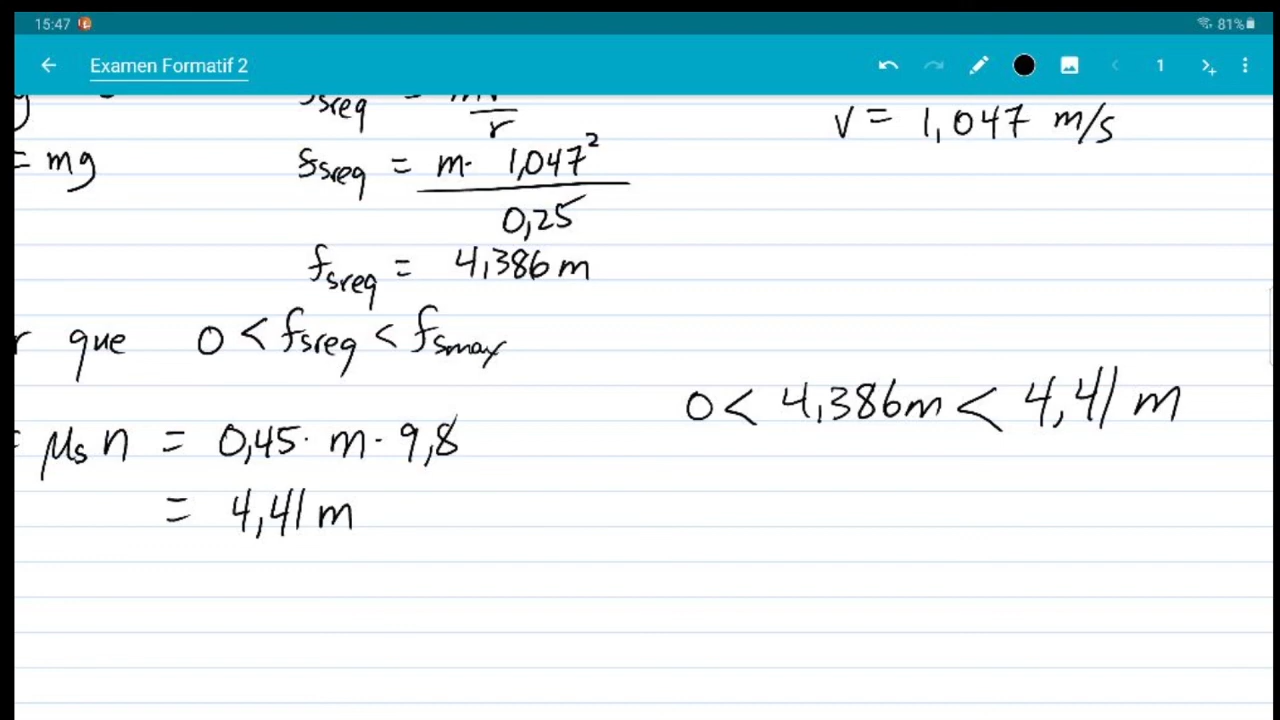 15:47 81%
Examen Formatif 2 1
v = 1,047 m/s
= mg fsreq = m· 1,047² / 0,25
fsreq = 4,386 m
r que 0 < fsreq < fsmax
0 < 4,386m < 4,41 m
= μs n = 0,45 · m · 9,8
= 4,41 m